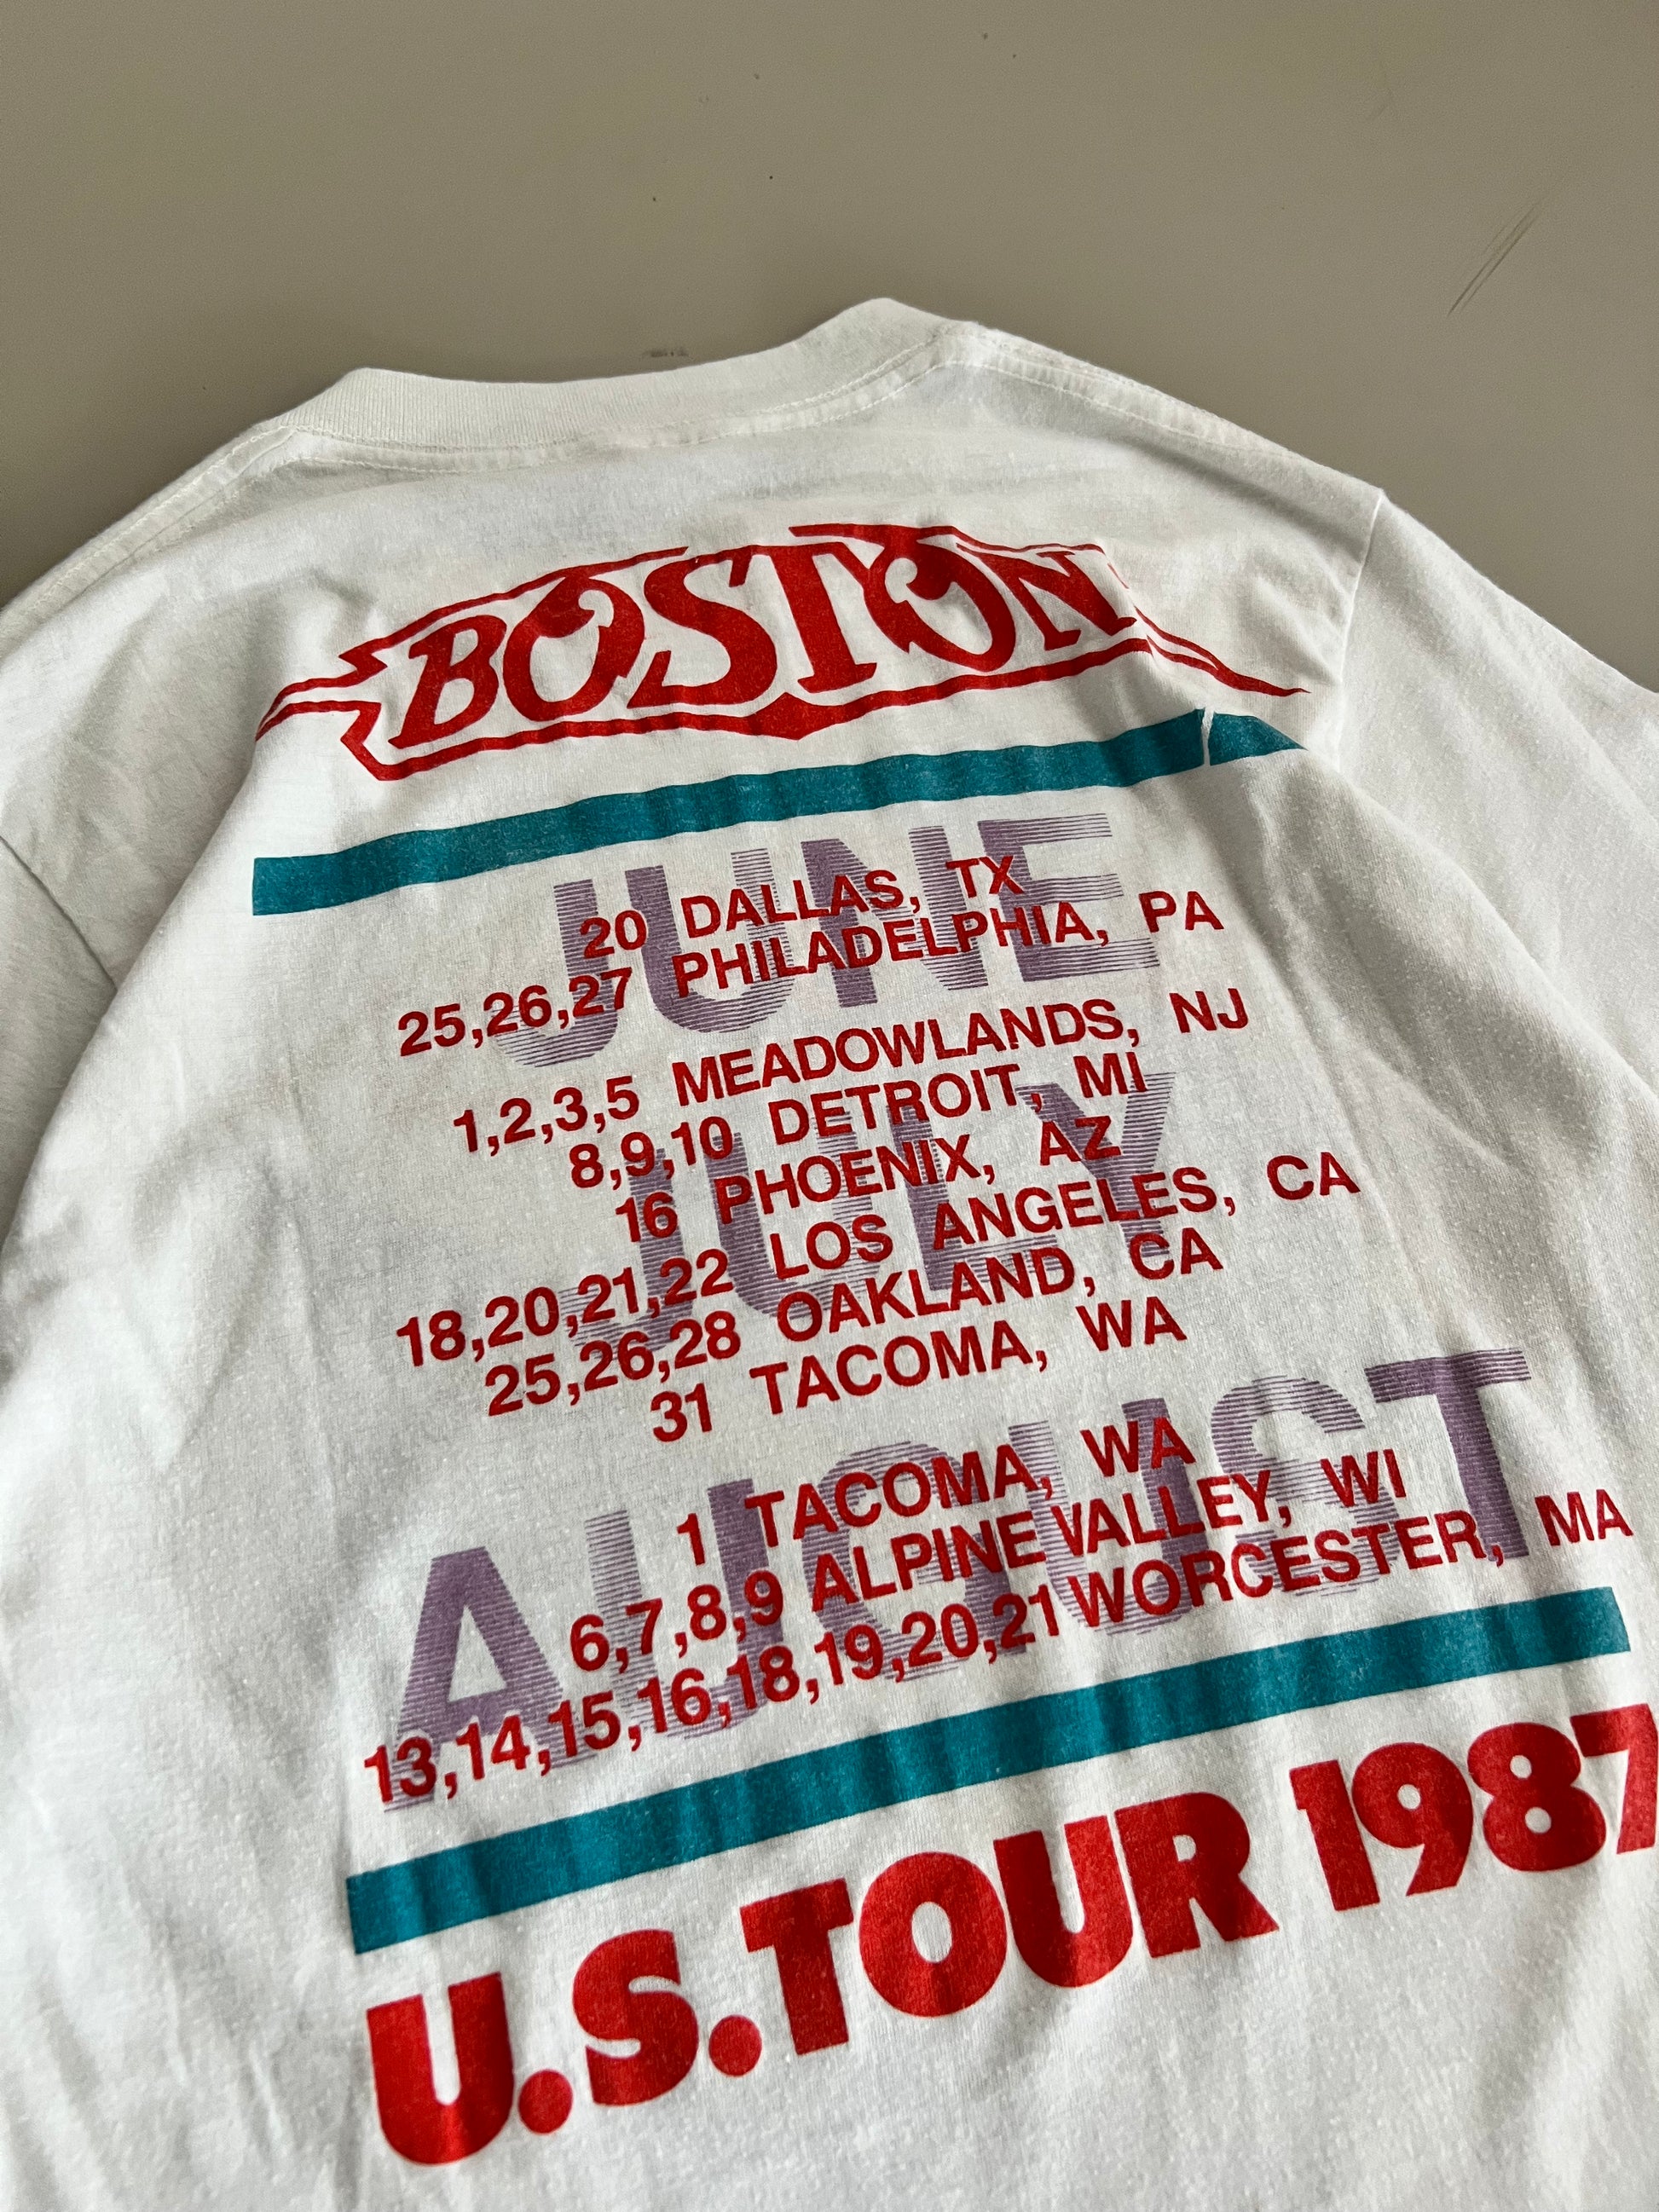 BOSTON
JUNE
20 DALLAS, TX
25,26,27 PHILADELPHIA, PA
JULY
1,2,3,5 MEADOWLANDS, NJ
8,9,10 DETROIT, MI
16 PHOENIX, AZ
18,20,21,22 LOS ANGELES, CA
25,26,28 OAKLAND, CA
31 TACOMA, WA
AUGUST
1 TACOMA, WA
6,7,8,9 ALPINE VALLEY, WI
13,14,15,16,18,19,20,21 WORCESTER, MA
U.S. TOUR 1987